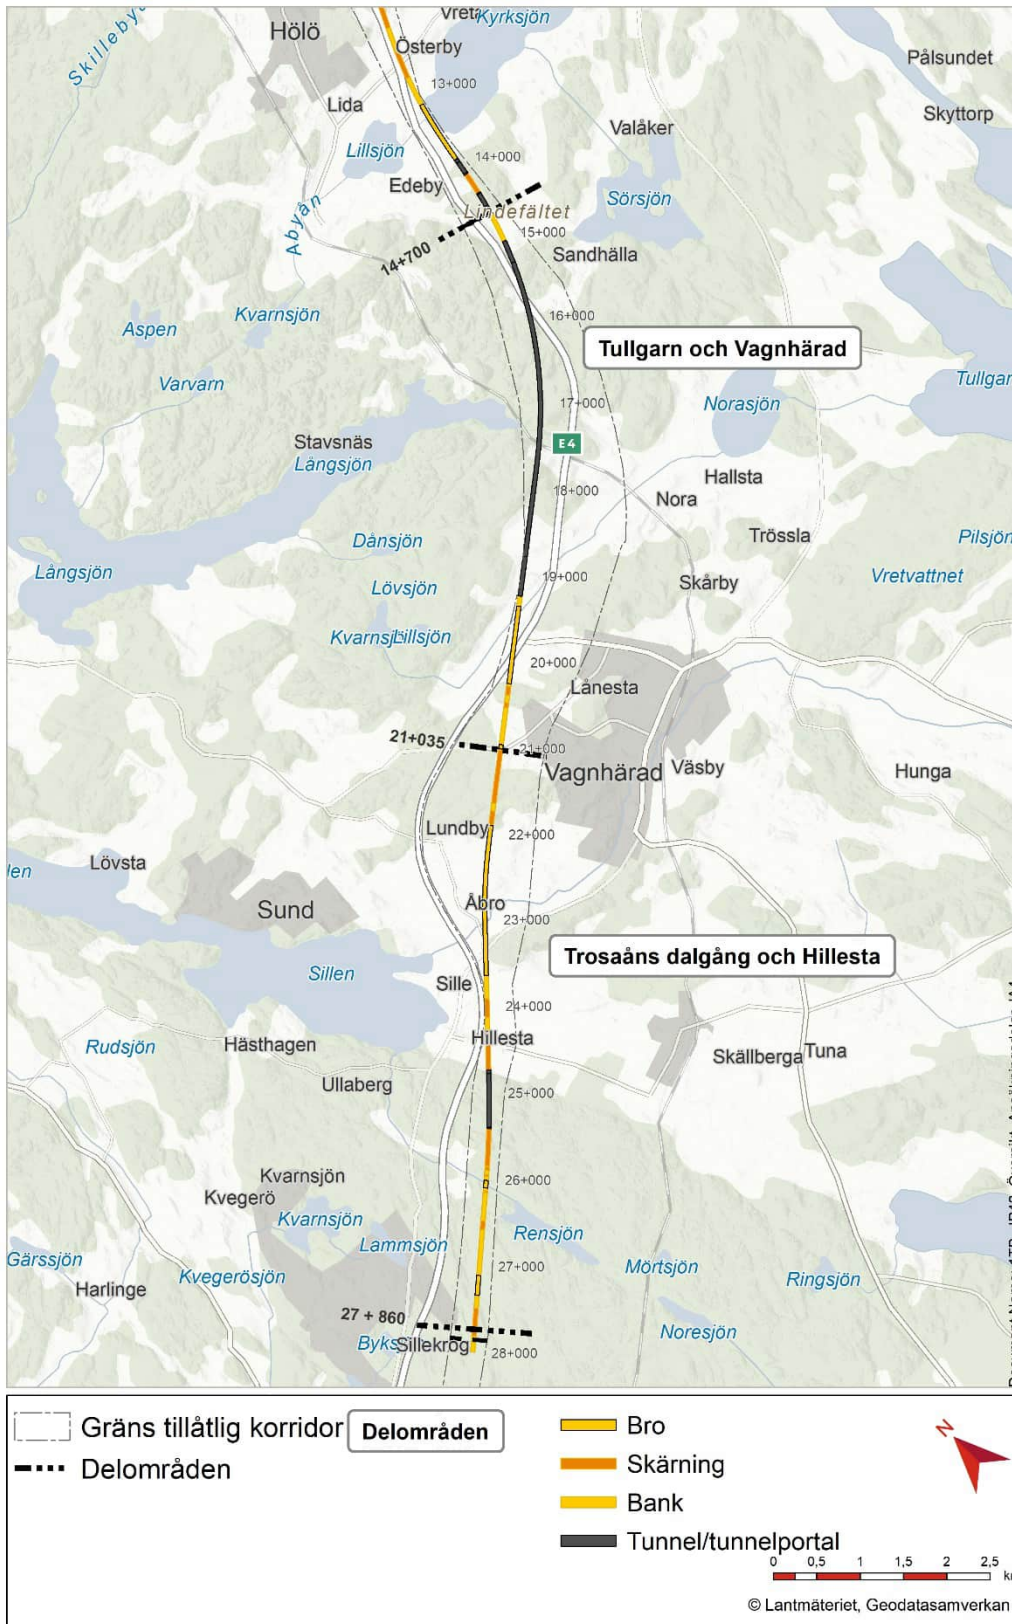 Vreta
Kyrksjön
Hölö
Skilleby
Österby
Pålsundet
13+000
Lida
Skyttorp
Valåker
Lillsjön
14+000
Edeby
Sörsjön
Lindefältet
Åbyån
15+000
14+700
Sandhälla
Kvarnsjön
16+000
Aspen
Tullgarn och Vagnhärad
Varvarn
Tullgar
17+000
Norasjön
Stavsnäs
E4
Långsjön
Hallsta
18+000
Nora
Trössla
Dånsjön
Pilsjön
Långsjön
19+000
Vretvattnet
Lövsjön
Skårby
Kvarnsjö
Lillsjön
20+000
Lånesta
21+035
21+000
Vagnhärad
Väsby
Hunga
Lundby
22+000
Lövsta
len
Åbro
Sund
23+000
Trosaåns dalgång och Hillesta
Sillen
Sille
24+000
Hillesta
Rudsjön
Hästhagen
Skällberga
Tuna
Ullaberg
25+000
Kvarnsjön
26+000
Kvegerö
Kvarnsjön
Rensjön
Lammsjön
Gärssjön
Kvegerösjön
27+000
Mörtsjön
Ringsjön
Harlinge
27 + 860
Noresjön
Byks
Sillekrog
28+000
Gräns tillåtlig korridor
Delområden
Delområden
Bro
Skärning
Bank
Tunnel/tunnelportal
N
0 0,5 1 1,5 2 2,5
© Lantmäteriet, Geodatasamverkan